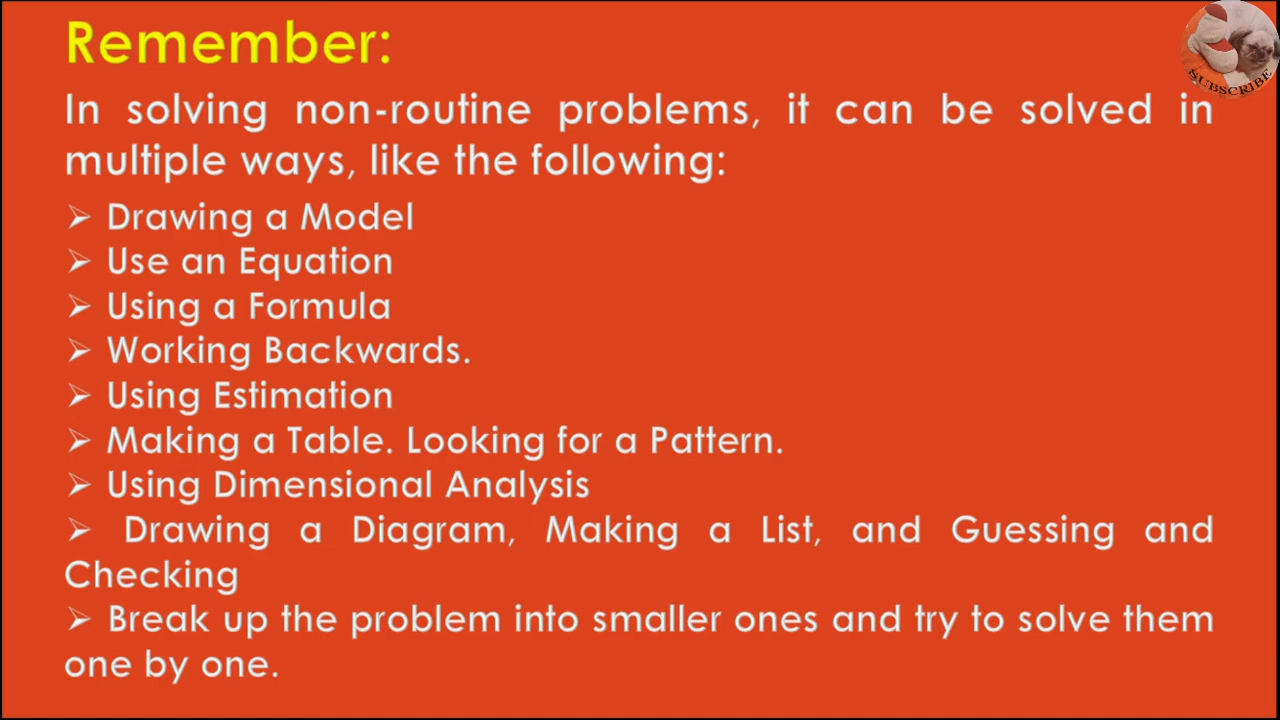 Remember:
SUBSCRIBE
In solving non-routine problems, it can be solved in
multiple ways, like the following:
➢ Drawing a Model
➢ Use an Equation
➢ Using a Formula
➢ Working Backwards.
➢ Using Estimation
➢ Making a Table. Looking for a Pattern.
➢ Using Dimensional Analysis
➢ Drawing a Diagram, Making a List, and Guessing and
Checking
➢ Break up the problem into smaller ones and try to solve them
one by one.